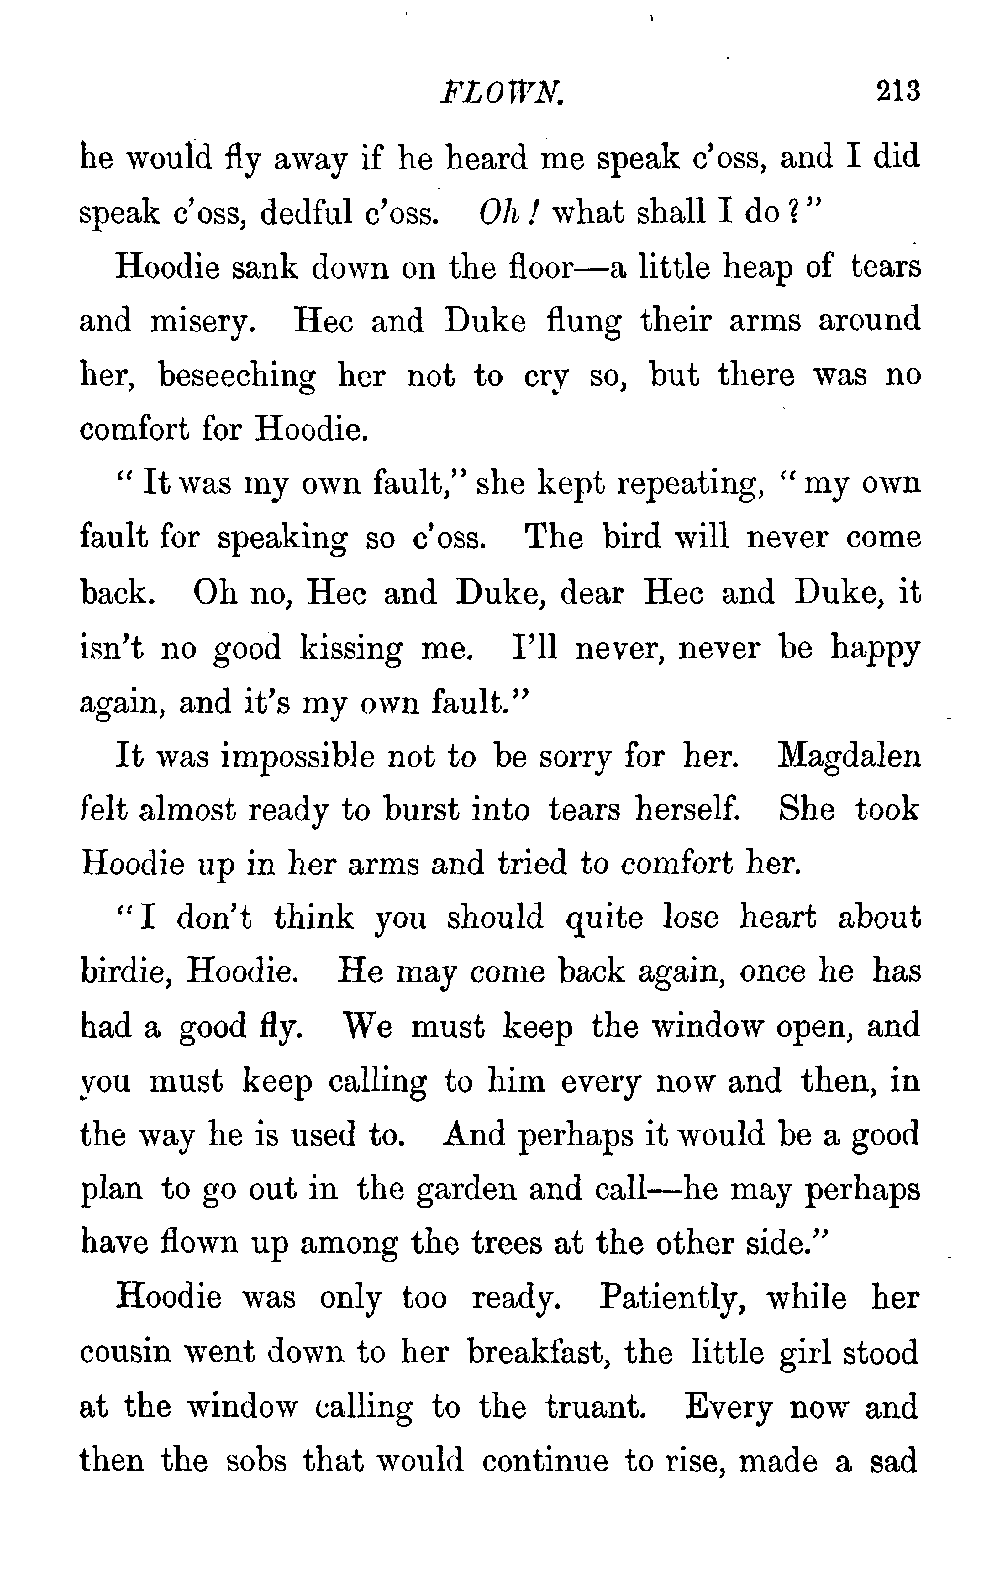 FLOWN. 213
he would fly away if he heard me speak c'oss, and I did
speak c'oss, dedful c'oss. Oh! what shall I do?"
Hoodie sank down on the floor—a little heap of tears
and misery. Hec and Duke flung their arms around
her, beseeching her not to cry so, but there was no
comfort for Hoodie.
"It was my own fault," she kept repeating, "my own
fault for speaking so c'oss. The bird will never come
back. Oh no, Hec and Duke, dear Hec and Duke, it
isn't no good kissing me. I'll never, never be happy
again, and it's my own fault."
It was impossible not to be sorry for her. Magdalen
felt almost ready to burst into tears herself. She took
Hoodie up in her arms and tried to comfort her.
"I don't think you should quite lose heart about
birdie, Hoodie. He may come back again, once he has
had a good fly. We must keep the window open, and
you must keep calling to him every now and then, in
the way he is used to. And perhaps it would be a good
plan to go out in the garden and call—he may perhaps
have flown up among the trees at the other side."
Hoodie was only too ready. Patiently, while her
cousin went down to her breakfast, the little girl stood
at the window calling to the truant. Every now and
then the sobs that would continue to rise, made a sad